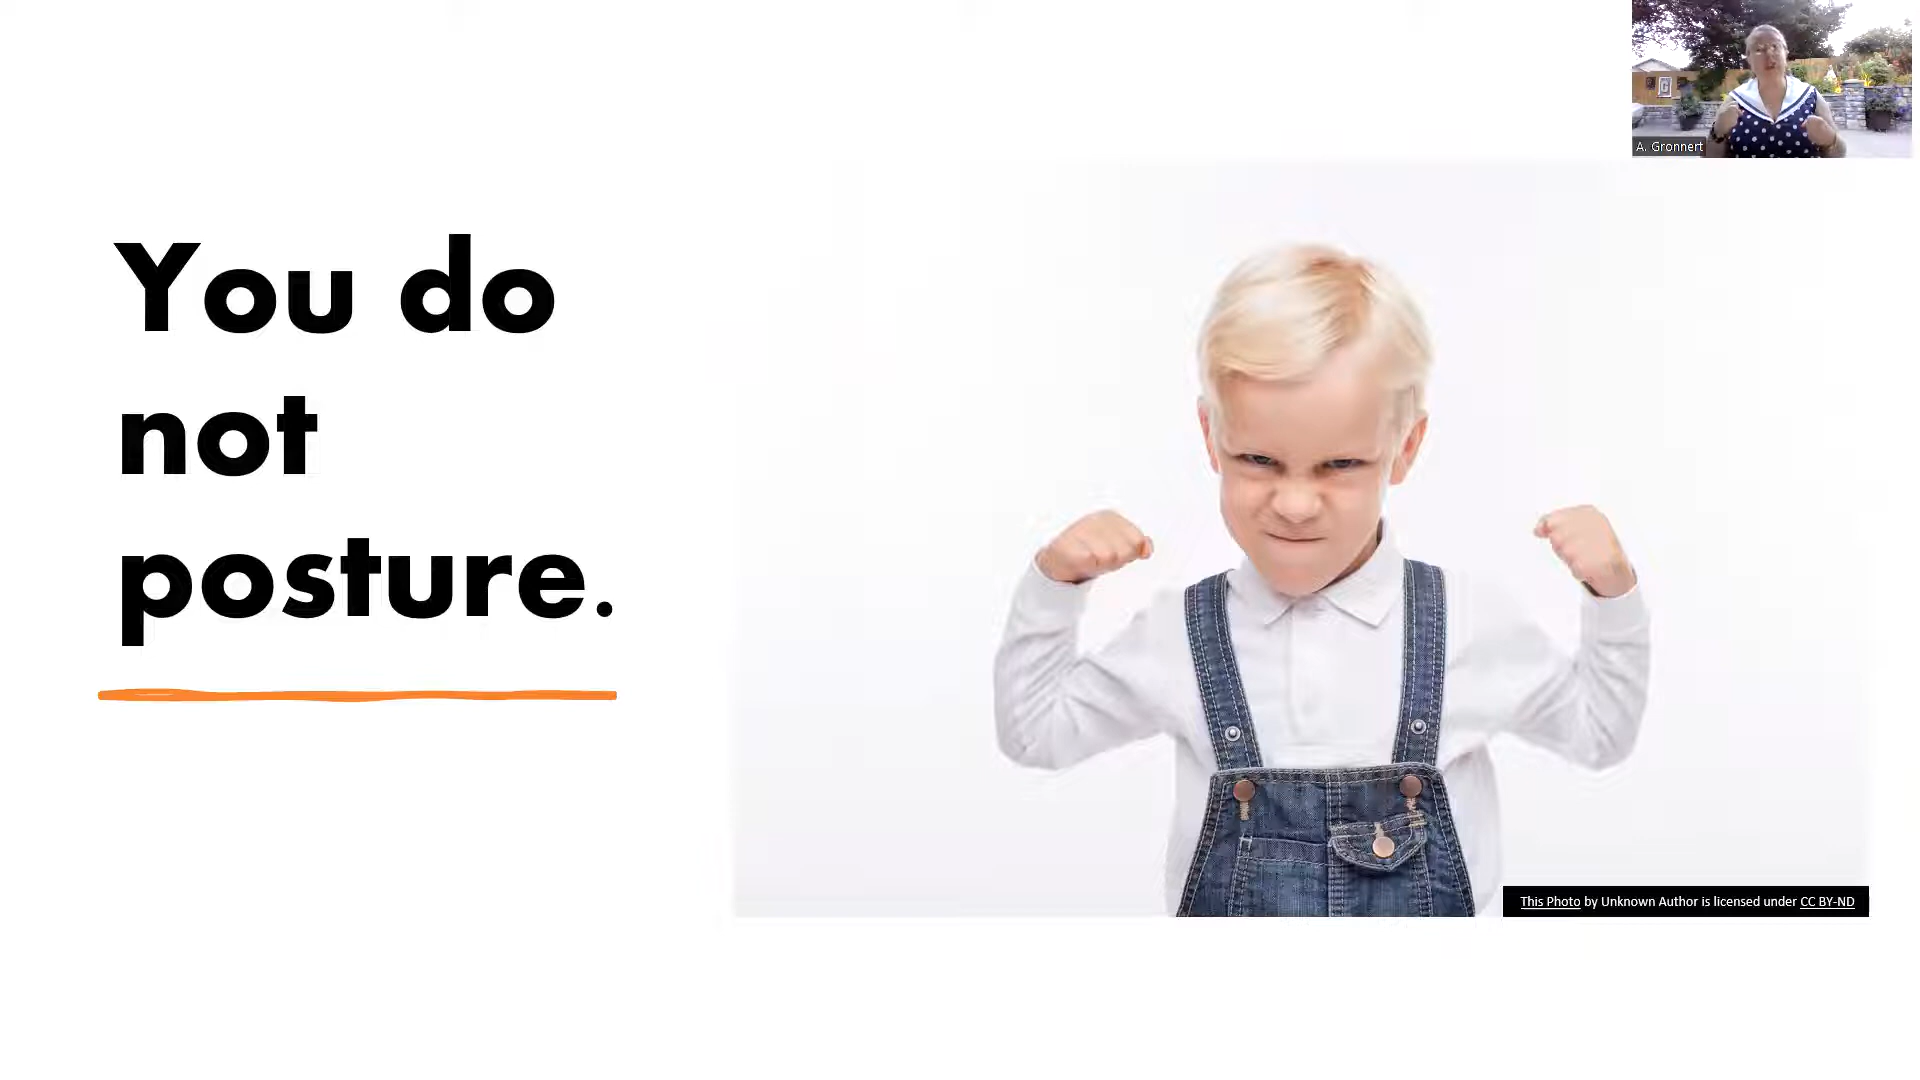 A. Gronnert
You do
not
posture.
This Photo by Unknown Author is licensed under CC BY-ND